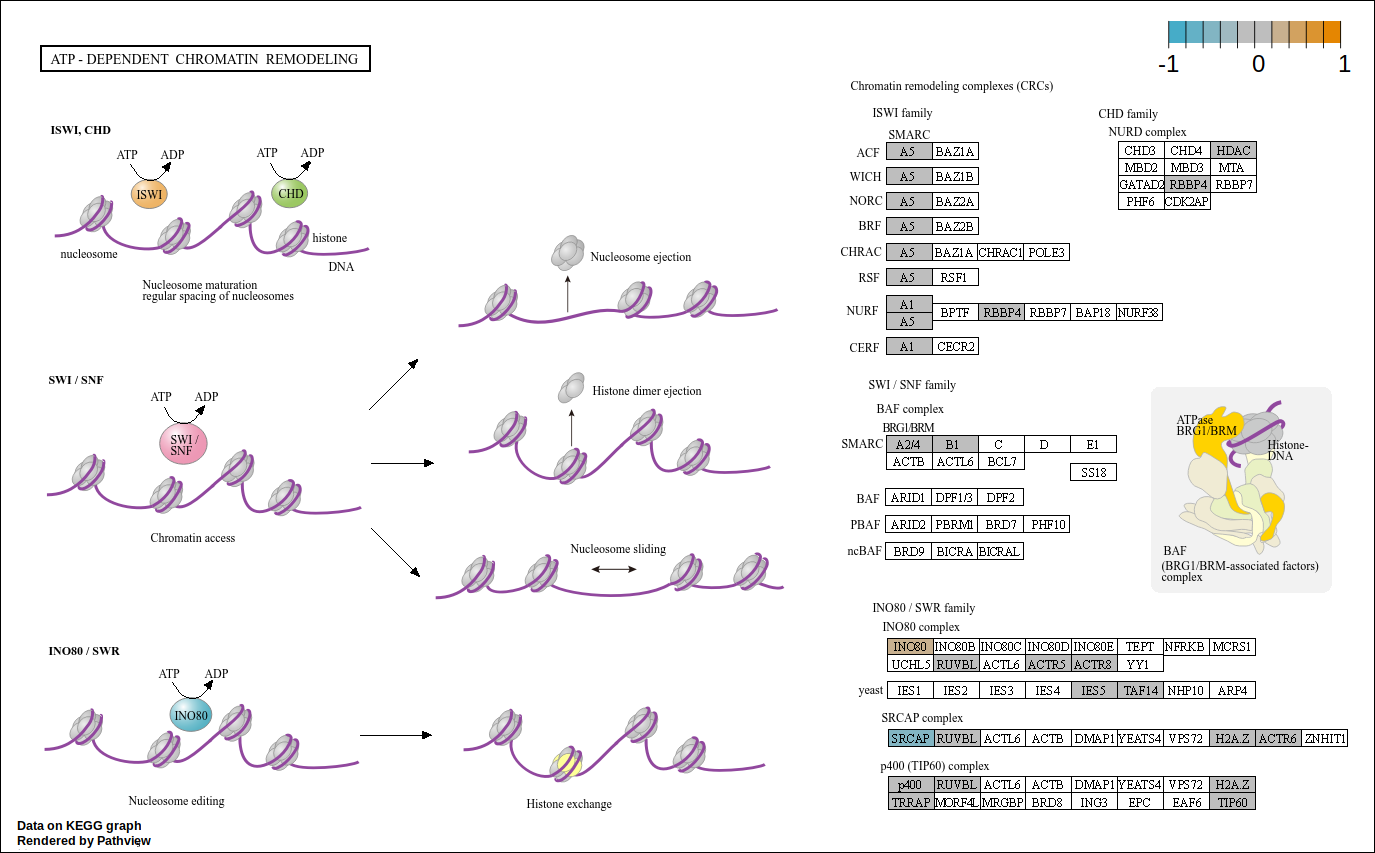 ATP - DEPENDENT CHROMATIN REMODELING
-1 0 1
ISWI, CHD
ATP ADP
ISWI
ATP ADP
CHD
nucleosome
histone
DNA
Nucleosome maturation
regular spacing of nucleosomes
SWI / SNF
ATP ADP
SWI /
SNF
Chromatin access
Nucleosome ejection
Histone dimer ejection
Nucleosome sliding
INO80 / SWR
ATP ADP
INO80
Nucleosome editing
Histone exchange
Chromatin remodeling complexes (CRCs)
ISWI family
SMARC
ACF A5 BAZ1A
WICH A5 BAZ1B
NORC A5 BAZ2A
BRF A5 BAZ2B
CHRAC A5 BAZ1A CHRAC1 POLE3
RSF A5 RSF1
NURF A1
A5 BPTF RBBP4 RBBP7 BAP18 NURF38
CERF A1 CECR2
CHD family
NURD complex
CHD3 CHD4 HDAC
MBD2 MBD3 MTA
GATAD2 RBBP4 RBBP7
PHF6 CDK2AP
SWI / SNF family
BAF complex
BRG1/BRM
SMARC A2/4 B1 C D E1
ACTB ACTL6 BCL7
SS18
BAF ARID1 DPF1/3 DPF2
PBAF ARID2 PBRM1 BRD7 PHF10
ncBAF BRD9 BICRA BICRAL
ATPase
BRG1/BRM
Histone-
DNA
BAF
(BRG1/BRM-associated factors)
complex
INO80 / SWR family
INO80 complex
INO80 INO80B INO80C INO80D INO80E TFPT NFRKB MCRS1
UCHL5 RUVBL ACTL6 ACTR5 ACTR8 YY1
yeast IES1 IES2 IES3 IES4 IES5 TAF14 NHP10 ARP4
SRCAP complex
SRCAP RUVBL ACTL6 ACTB DMAP1 YEATS4 VPS72 H2A.Z ACTR6 ZNHIT1
p400 (TIP60) complex
p400 RUVBL ACTL6 ACTB DMAP1 YEATS4 VPS72 H2A.Z
TRRAP MORF4L MRGBP BRD8 ING3 EPC EAF6 TIP60
Data on KEGG graph
Rendered by Pathview